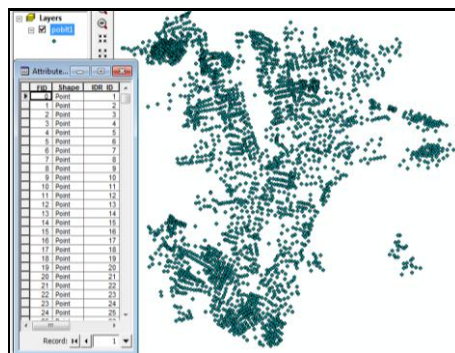 Layers
poblt1
Attribute...
FID Shape IDR_ID
0 Point 1
1 Point 2
2 Point 3
3 Point 4
4 Point 5
5 Point 6
6 Point 7
7 Point 8
8 Point 9
9 Point 10
10 Point 11
11 Point 12
12 Point 13
13 Point 14
14 Point 15
15 Point 16
16 Point 17
17 Point 18
18 Point 19
19 Point 20
20 Point 21
21 Point 22
22 Point 23
23 Point 24
24 Point 25
Record: 1